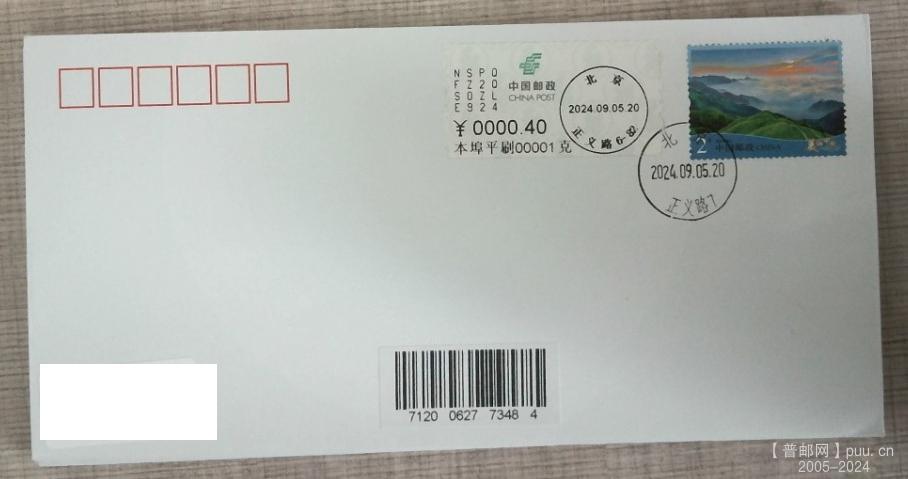 NSPO
FZ20
SOZL
E924
中国邮政
CHINA POST
¥ 0000.40
本埠平刷00001克
北京
2024.09.05.20
正义路6-82
2
中国邮政 CHINA
北
2024.09.05.20
正义路7
7120 0627 7348 4
【普邮网】puu.cn
2005-2024